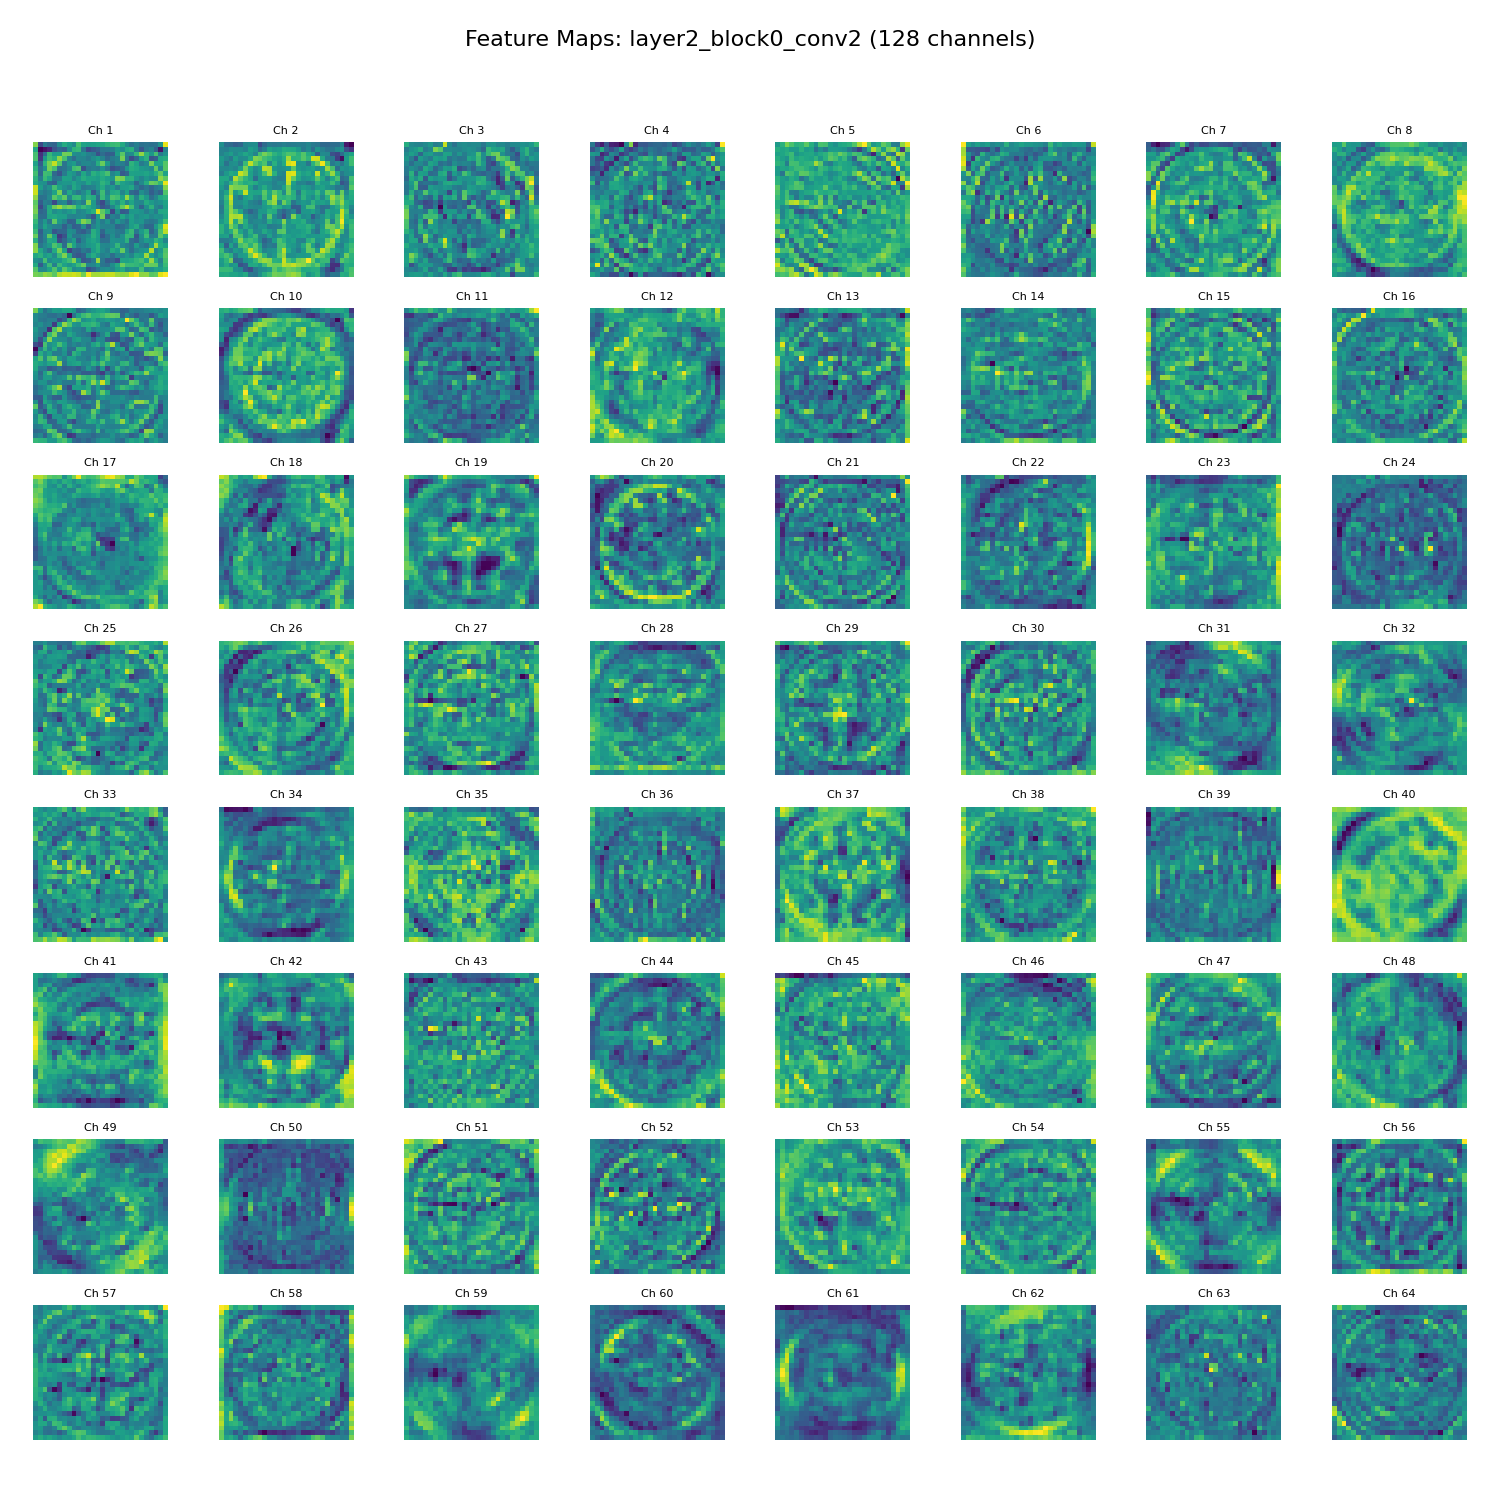 Feature Maps: layer2_block0_conv2 (128 channels)
Ch 1 Ch 2 Ch 3 Ch 4 Ch 5 Ch 6 Ch 7 Ch 8
Ch 9 Ch 10 Ch 11 Ch 12 Ch 13 Ch 14 Ch 15 Ch 16
Ch 17 Ch 18 Ch 19 Ch 20 Ch 21 Ch 22 Ch 23 Ch 24
Ch 25 Ch 26 Ch 27 Ch 28 Ch 29 Ch 30 Ch 31 Ch 32
Ch 33 Ch 34 Ch 35 Ch 36 Ch 37 Ch 38 Ch 39 Ch 40
Ch 41 Ch 42 Ch 43 Ch 44 Ch 45 Ch 46 Ch 47 Ch 48
Ch 49 Ch 50 Ch 51 Ch 52 Ch 53 Ch 54 Ch 55 Ch 56
Ch 57 Ch 58 Ch 59 Ch 60 Ch 61 Ch 62 Ch 63 Ch 64